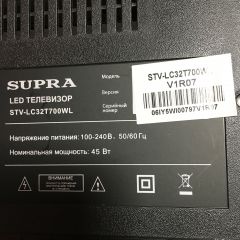 SUPRA
LED ТЕЛЕВИЗОР
STV-LC32T700WL
Модель
Версия
Серийный номер
STV-LC32T700WL
V1R07
Напряжение питания: 100-240В, 50/60 Гц
Номинальная мощность: 45 Вт
ВНИМАНИЕ